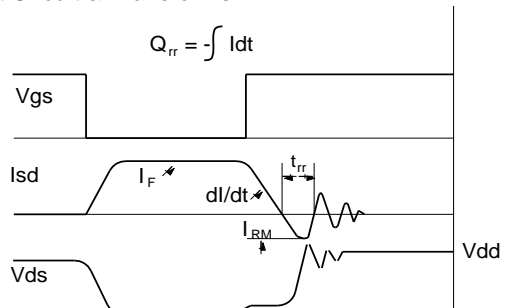 Qrr = -∫ Idt
Vgs
Isd
IF
dI/dt
trr
IRM
Vds
Vdd